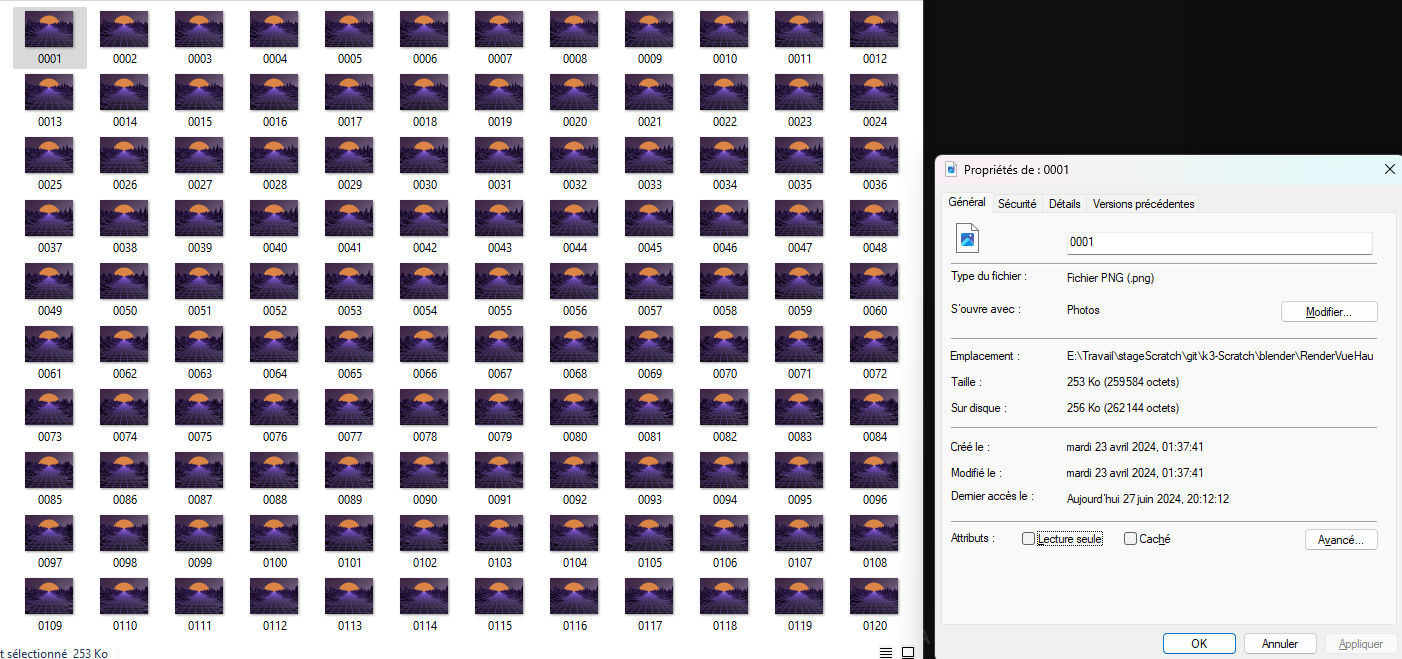 0001 0002 0003 0004 0005 0006 0007 0008 0009 0010 0011 0012
0013 0014 0015 0016 0017 0018 0019 0020 0021 0022 0023 0024
0025 0026 0027 0028 0029 0030 0031 0032 0033 0034 0035 0036
0037 0038 0039 0040 0041 0042 0043 0044 0045 0046 0047 0048
0049 0050 0051 0052 0053 0054 0055 0056 0057 0058 0059 0060
0061 0062 0063 0064 0065 0066 0067 0068 0069 0070 0071 0072
0073 0074 0075 0076 0077 0078 0079 0080 0081 0082 0083 0084
0085 0086 0087 0088 0089 0090 0091 0092 0093 0094 0095 0096
0097 0098 0099 0100 0101 0102 0103 0104 0105 0106 0107 0108
0109 0110 0111 0112 0113 0114 0115 0116 0117 0118 0119 0120
t sélectionné 253 Ko
Propriétés de : 0001
Général Sécurité Détails Versions précédentes
0001
Type du fichier : Fichier PNG (.png)
S'ouvre avec : Photos Modifier...
Emplacement : E:\Travail\stageScratch\git\k3-Scratch\blender\RenderVueHau
Taille : 253 Ko (259 584 octets)
Sur disque : 256 Ko (262 144 octets)
Créé le : mardi 23 avril 2024, 01:37:41
Modifié le : mardi 23 avril 2024, 01:37:41
Dernier accès le : Aujourd'hui 27 juin 2024, 20:12:12
Attributs : Lecture seule Caché Avancé...
OK Annuler Appliquer